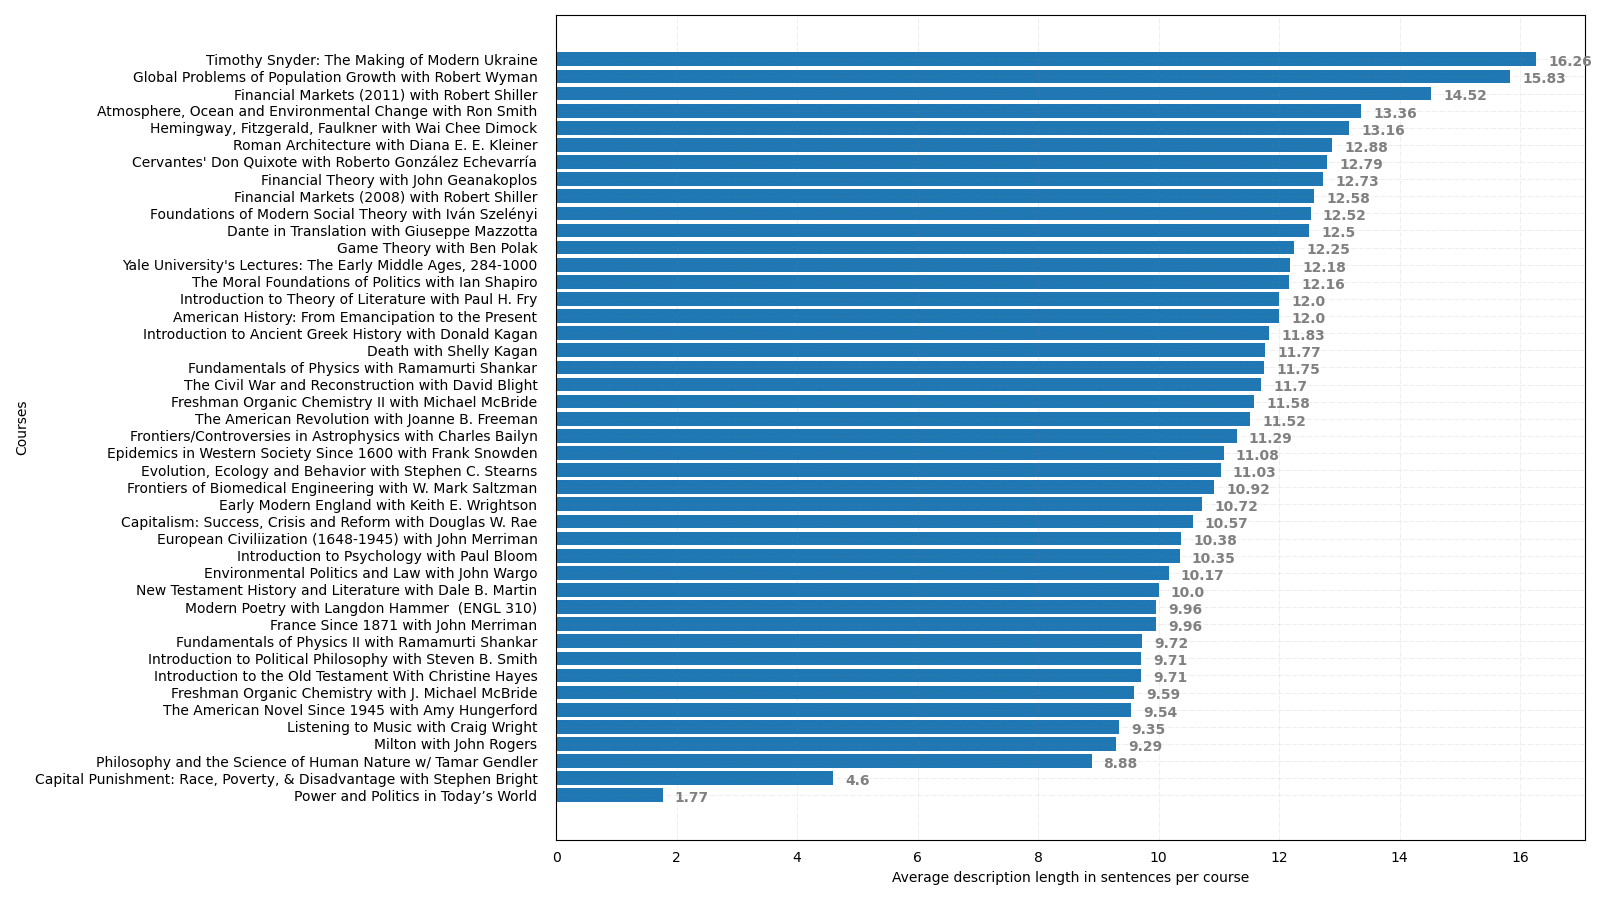 Timothy Snyder: The Making of Modern Ukraine 16.26
Global Problems of Population Growth with Robert Wyman 15.83
Financial Markets (2011) with Robert Shiller 14.52
Atmosphere, Ocean and Environmental Change with Ron Smith 13.36
Hemingway, Fitzgerald, Faulkner with Wai Chee Dimock 13.16
Roman Architecture with Diana E. E. Kleiner 12.88
Cervantes' Don Quixote with Roberto González Echevarría 12.79
Financial Theory with John Geanakoplos 12.73
Financial Markets (2008) with Robert Shiller 12.58
Foundations of Modern Social Theory with Iván Szelényi 12.52
Dante in Translation with Giuseppe Mazzotta 12.5
Game Theory with Ben Polak 12.25
Yale University's Lectures: The Early Middle Ages, 284-1000 12.18
The Moral Foundations of Politics with Ian Shapiro 12.16
Introduction to Theory of Literature with Paul H. Fry 12.0
American History: From Emancipation to the Present 12.0
Introduction to Ancient Greek History with Donald Kagan 11.83
Death with Shelly Kagan 11.77
Fundamentals of Physics with Ramamurti Shankar 11.75
The Civil War and Reconstruction with David Blight 11.7
Freshman Organic Chemistry II with Michael McBride 11.58
The American Revolution with Joanne B. Freeman 11.52
Frontiers/Controversies in Astrophysics with Charles Bailyn 11.29
Epidemics in Western Society Since 1600 with Frank Snowden 11.08
Evolution, Ecology and Behavior with Stephen C. Stearns 11.03
Frontiers of Biomedical Engineering with W. Mark Saltzman 10.92
Early Modern England with Keith E. Wrightson 10.72
Capitalism: Success, Crisis and Reform with Douglas W. Rae 10.57
European Civiliization (1648-1945) with John Merriman 10.38
Introduction to Psychology with Paul Bloom 10.35
Environmental Politics and Law with John Wargo 10.17
New Testament History and Literature with Dale B. Martin 10.0
Modern Poetry with Langdon Hammer  (ENGL 310) 9.96
France Since 1871 with John Merriman 9.96
Fundamentals of Physics II with Ramamurti Shankar 9.72
Introduction to Political Philosophy with Steven B. Smith 9.71
Introduction to the Old Testament With Christine Hayes 9.71
Freshman Organic Chemistry with J. Michael McBride 9.59
The American Novel Since 1945 with Amy Hungerford 9.54
Listening to Music with Craig Wright 9.35
Milton with John Rogers 9.29
Philosophy and the Science of Human Nature w/ Tamar Gendler 8.88
Capital Punishment: Race, Poverty, & Disadvantage with Stephen Bright 4.6
Power and Politics in Today’s World 1.77
Courses
0 2 4 6 8 10 12 14 16
Average description length in sentences per course